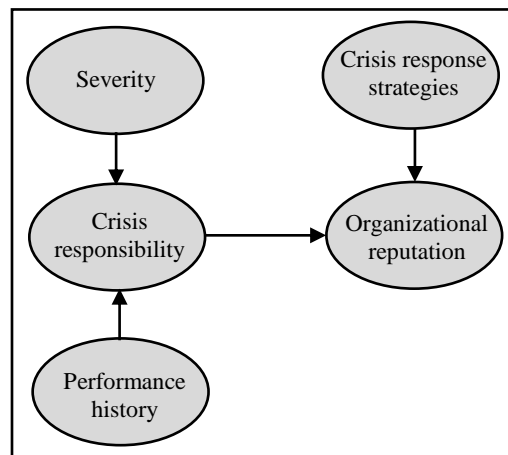 Severity
Crisis response
strategies
Crisis
responsibility
Organizational
reputation
Performance
history